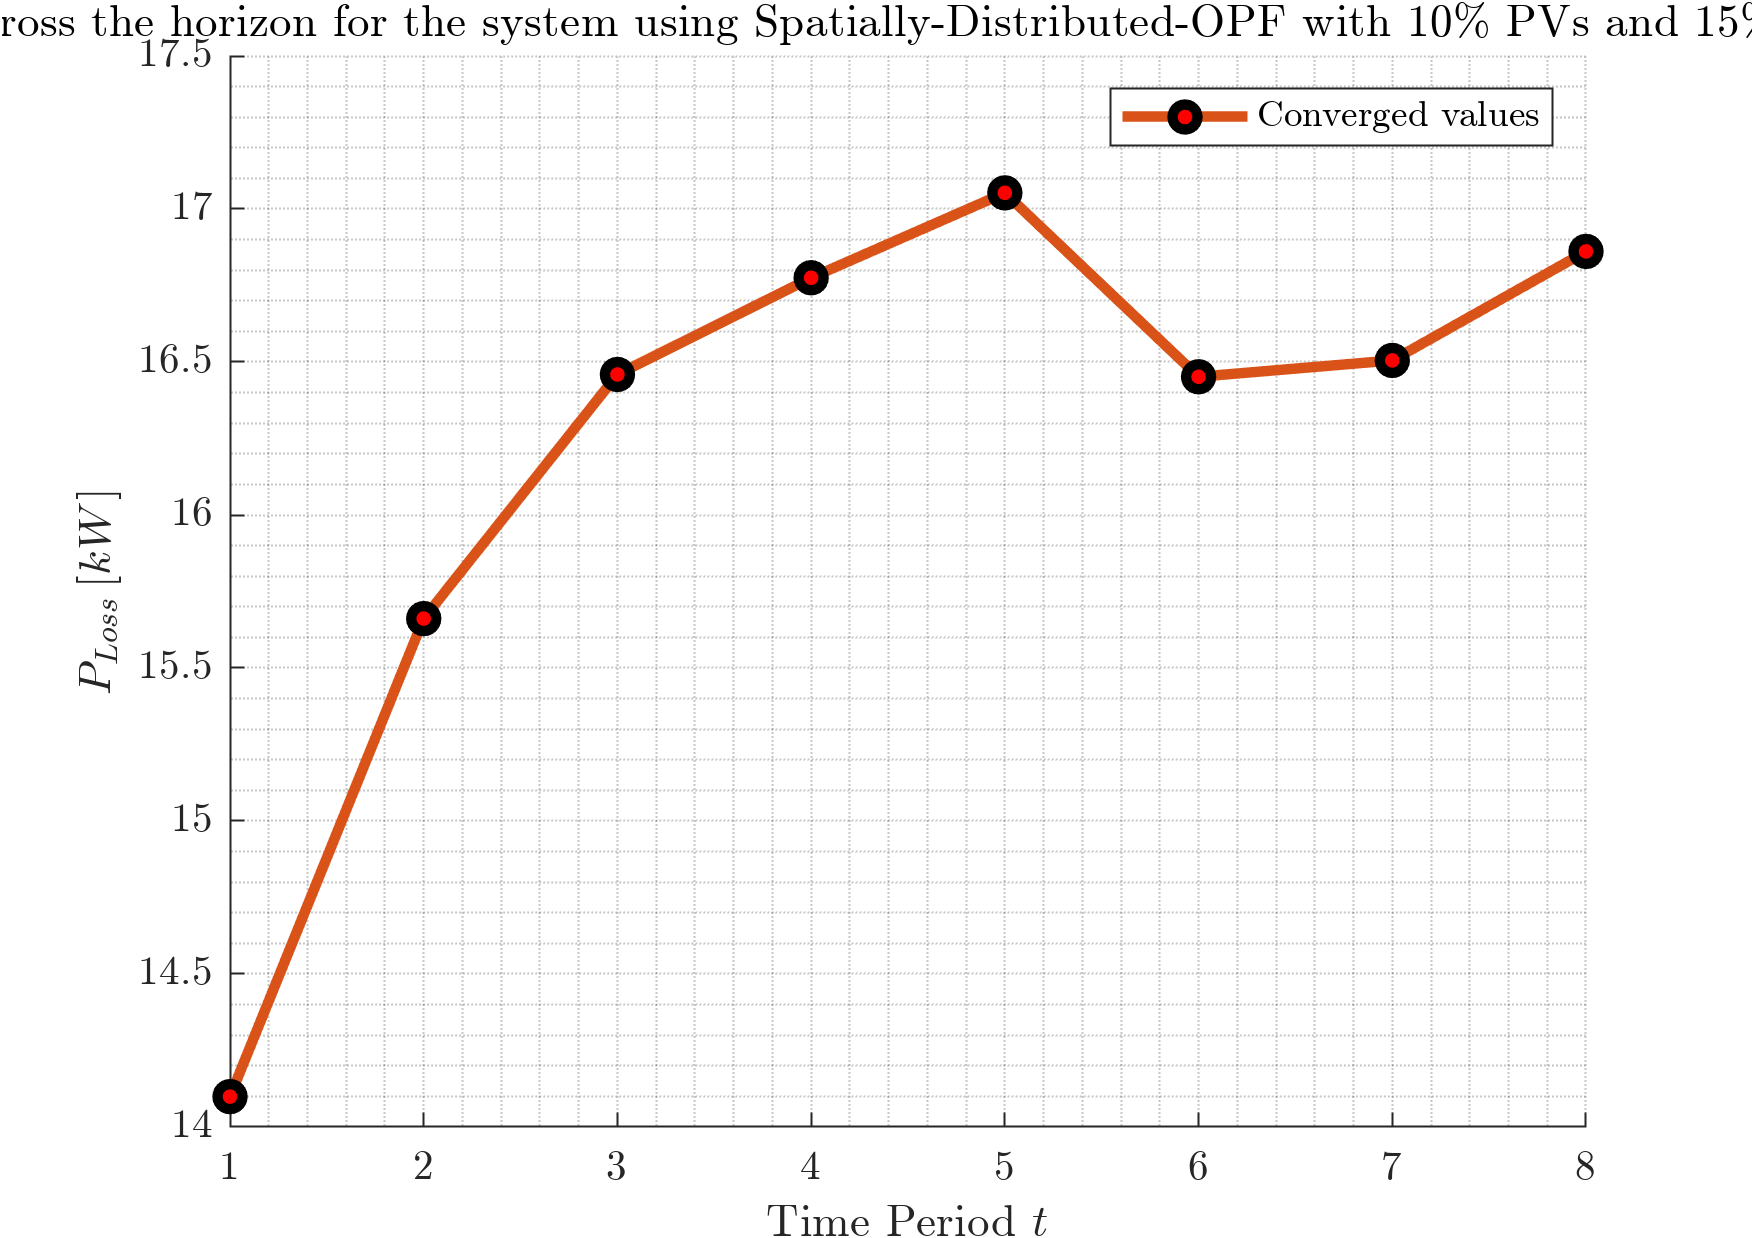 ross the horizon for the system using Spatially-Distributed-OPF with 10% PVs and 15%
17.5
17
16.5
16
15.5
15
14.5
14
P_Loss [kW]
Converged values
1 2 3 4 5 6 7 8
Time Period t